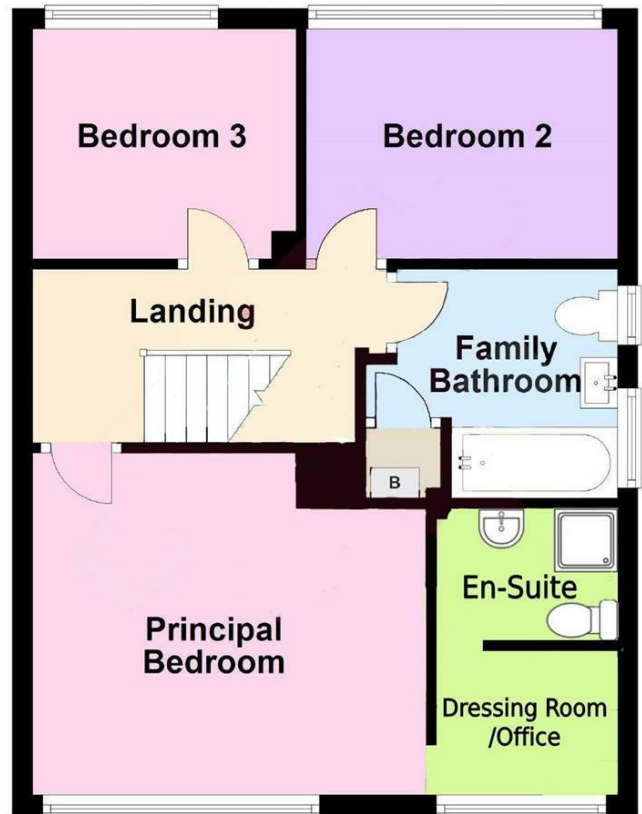 Bedroom 3
Bedroom 2
Landing
Family
Bathroom
B
En-Suite
Principal
Bedroom
Dressing Room
/Office